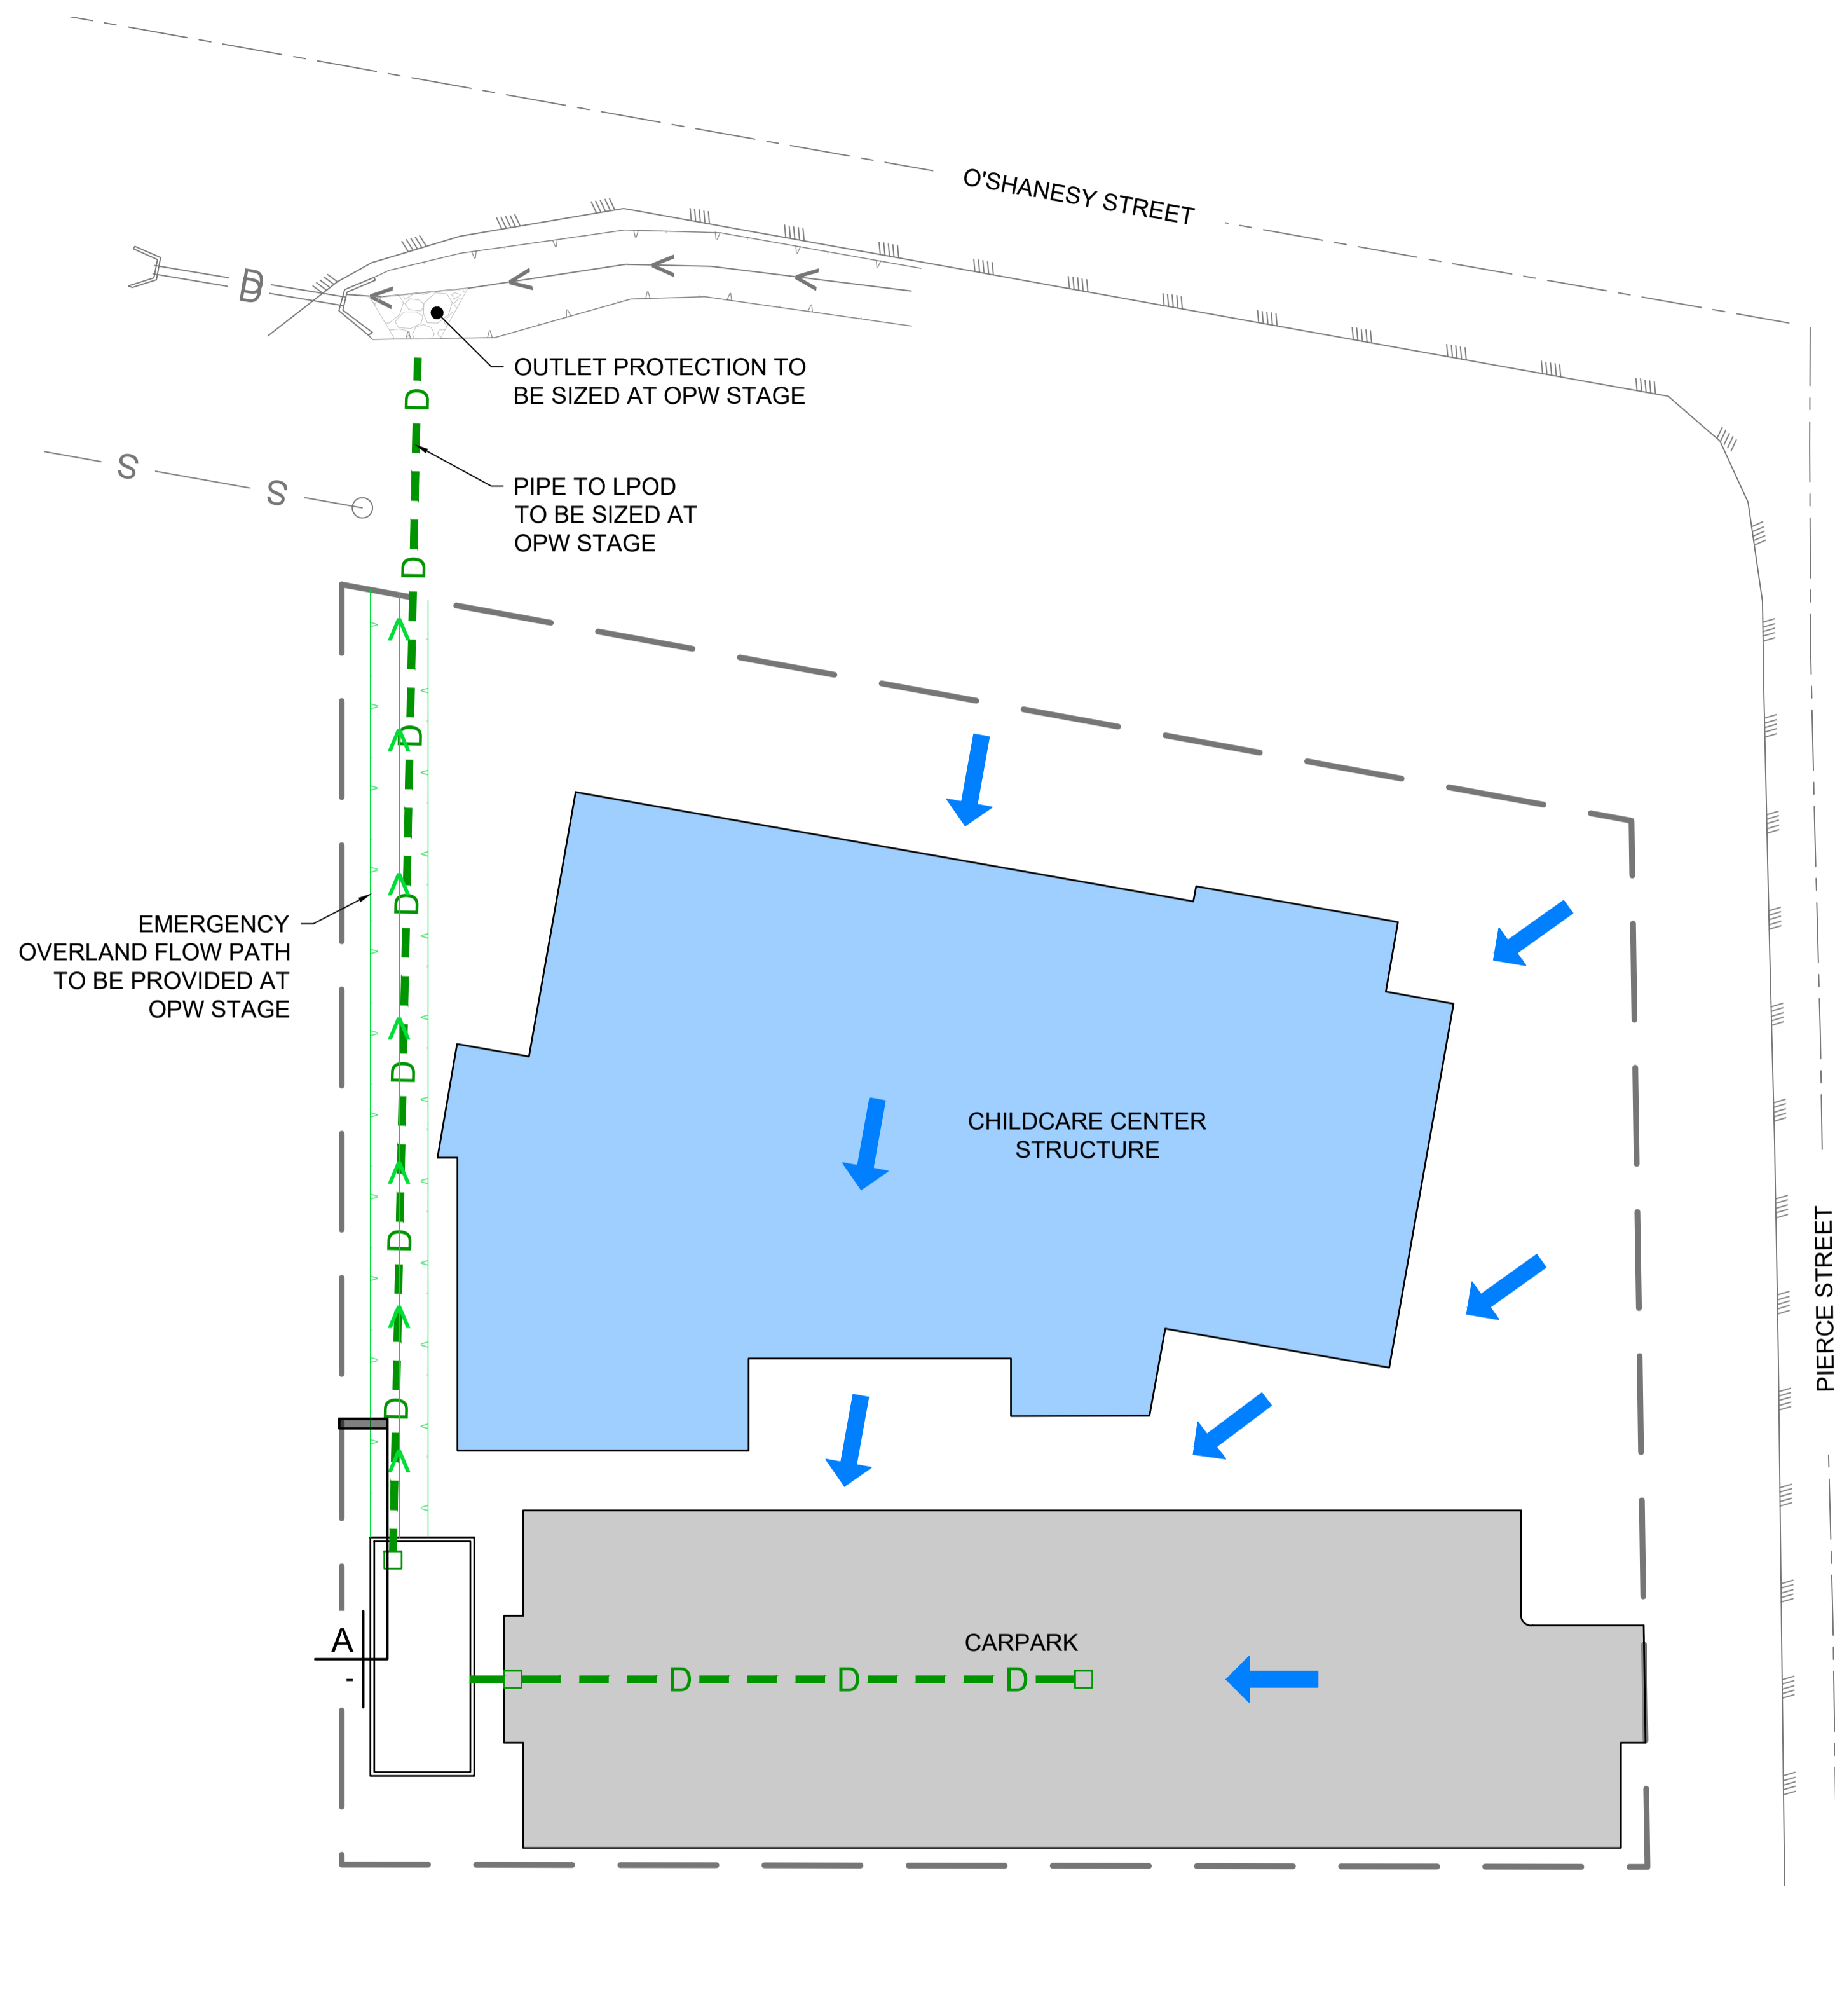 O'SHANESY STREET
D
D
OUTLET PROTECTION TO
BE SIZED AT OPW STAGE
D
S
S
PIPE TO LPOD
TO BE SIZED AT
OPW STAGE
D
D
EMERGENCY
OVERLAND FLOW PATH
TO BE PROVIDED AT
OPW STAGE
D
D
CHILDCARE CENTER
STRUCTURE
D
PIERCE STREET
D
A
-
CARPARK
D
D
D